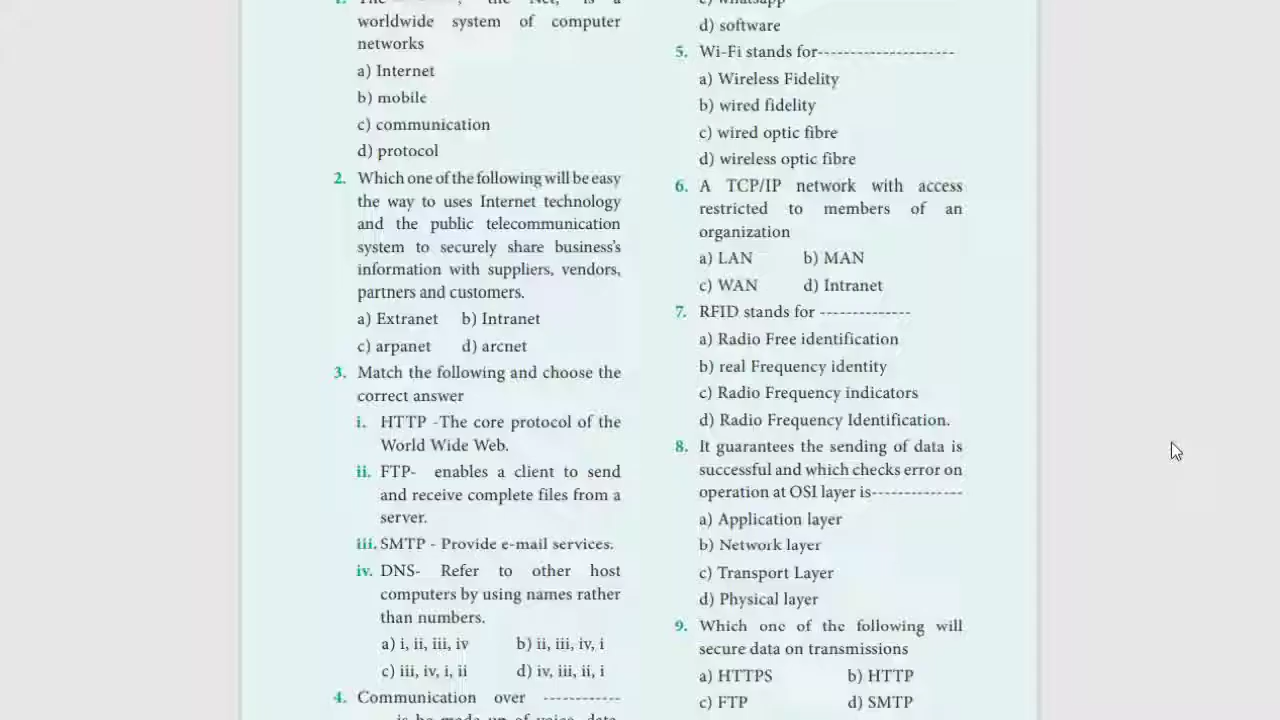 worldwide system of computer
networks
a) Internet
b) mobile
c) communication
d) protocol
2. Which one of the following will be easy
the way to uses Internet technology
and the public telecommunication
system to securely share business's
information with suppliers, vendors,
partners and customers.
a) Extranet b) Intranet
c) arpanet d) arcnet
3. Match the following and choose the
correct answer
i. HTTP -The core protocol of the
World Wide Web.
ii. FTP- enables a client to send
and receive complete files from a
server.
iii. SMTP - Provide e-mail services.
iv. DNS- Refer to other host
computers by using names rather
than numbers.
a) i, ii, iii, iv b) ii, iii, iv, i
c) iii, iv, i, ii d) iv, iii, ii, i
4. Communication over -----------
d) software
5. Wi-Fi stands for---------------------
a) Wireless Fidelity
b) wired fidelity
c) wired optic fibre
d) wireless optic fibre
6. A TCP/IP network with access
restricted to members of an
organization
a) LAN b) MAN
c) WAN d) Intranet
7. RFID stands for --------------
a) Radio Free identification
b) real Frequency identity
c) Radio Frequency indicators
d) Radio Frequency Identification.
8. It guarantees the sending of data is
successful and which checks error on
operation at OSI layer is--------------
a) Application layer
b) Network layer
c) Transport Layer
d) Physical layer
9. Which one of the following will
secure data on transmissions
a) HTTPS b) HTTP
c) FTP d) SMTP